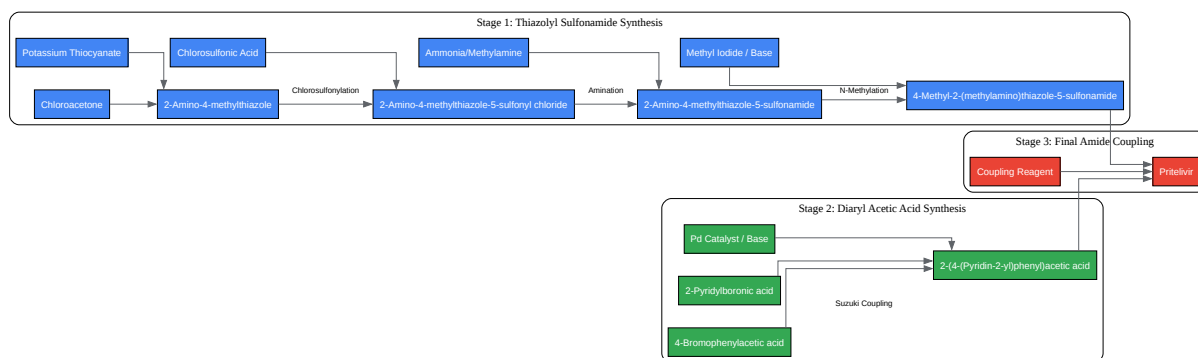 Stage 1: Thiazolyl Sulfonamide Synthesis
Potassium Thiocyanate
Chlorosulfonic Acid
Ammonia/Methylamine
Methyl Iodide / Base
Chloroacetone
2-Amino-4-methylthiazole
Chlorosulfonylation
2-Amino-4-methylthiazole-5-sulfonyl chloride
Amination
2-Amino-4-methylthiazole-5-sulfonamide
N-Methylation
4-Methyl-2-(methylamino)thiazole-5-sulfonamide
Stage 3: Final Amide Coupling
Coupling Reagent
Pritelivir
Stage 2: Diaryl Acetic Acid Synthesis
Pd Catalyst / Base
2-(4-(Pyridin-2-yl)phenyl)acetic acid
2-Pyridylboronic acid
Suzuki Coupling
4-Bromophenylacetic acid